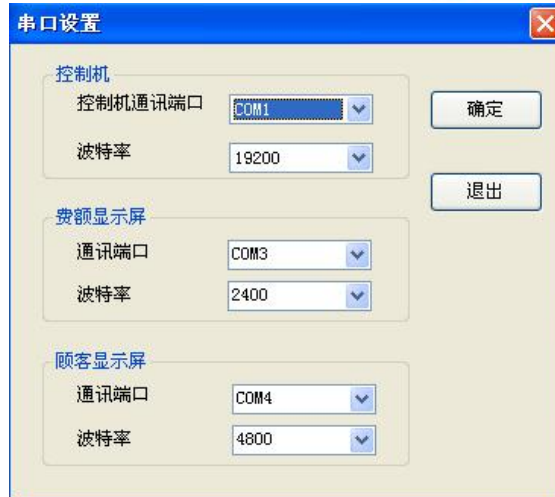 串口设置
控制机
控制机通讯端口 COM1
确定
波特率 19200
退出
费额显示屏
通讯端口 COM3
波特率 2400
顾客显示屏
通讯端口 COM4
波特率 4800